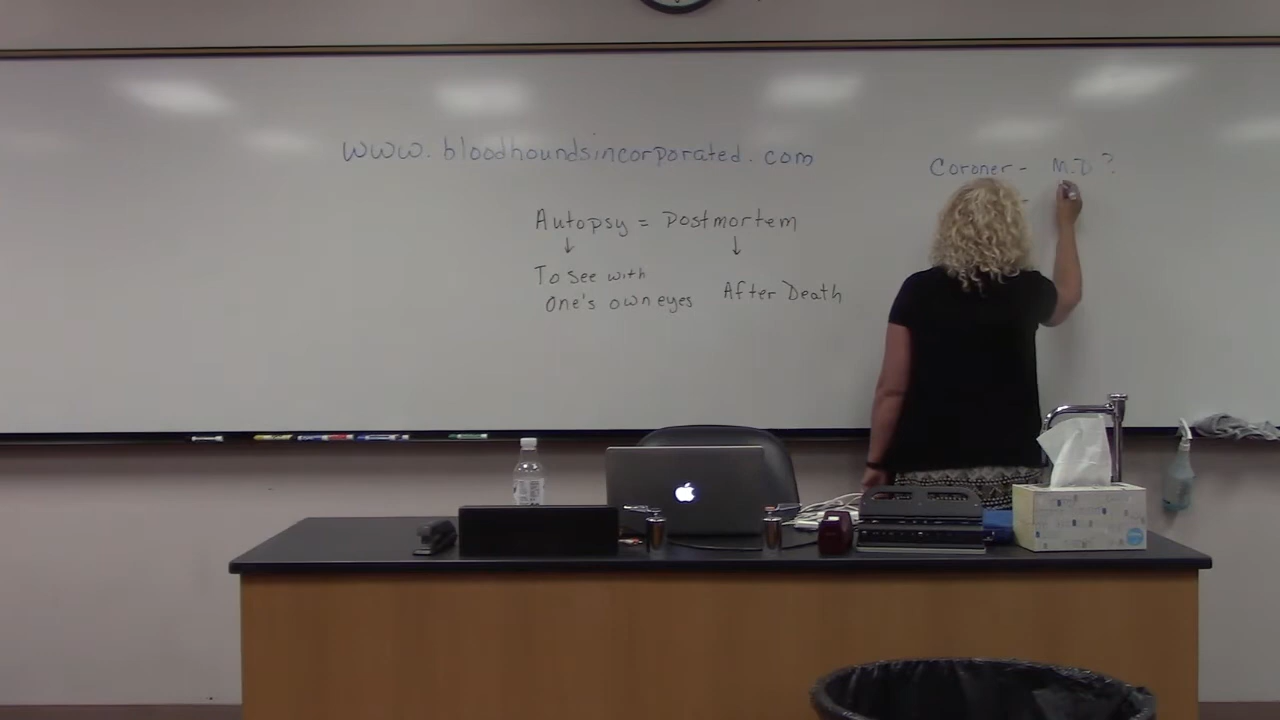 www.bloodhoundsincorporated.com
Coroner - M.D?
Autopsy = Postmortem
To see with
one's own eyes
After Death